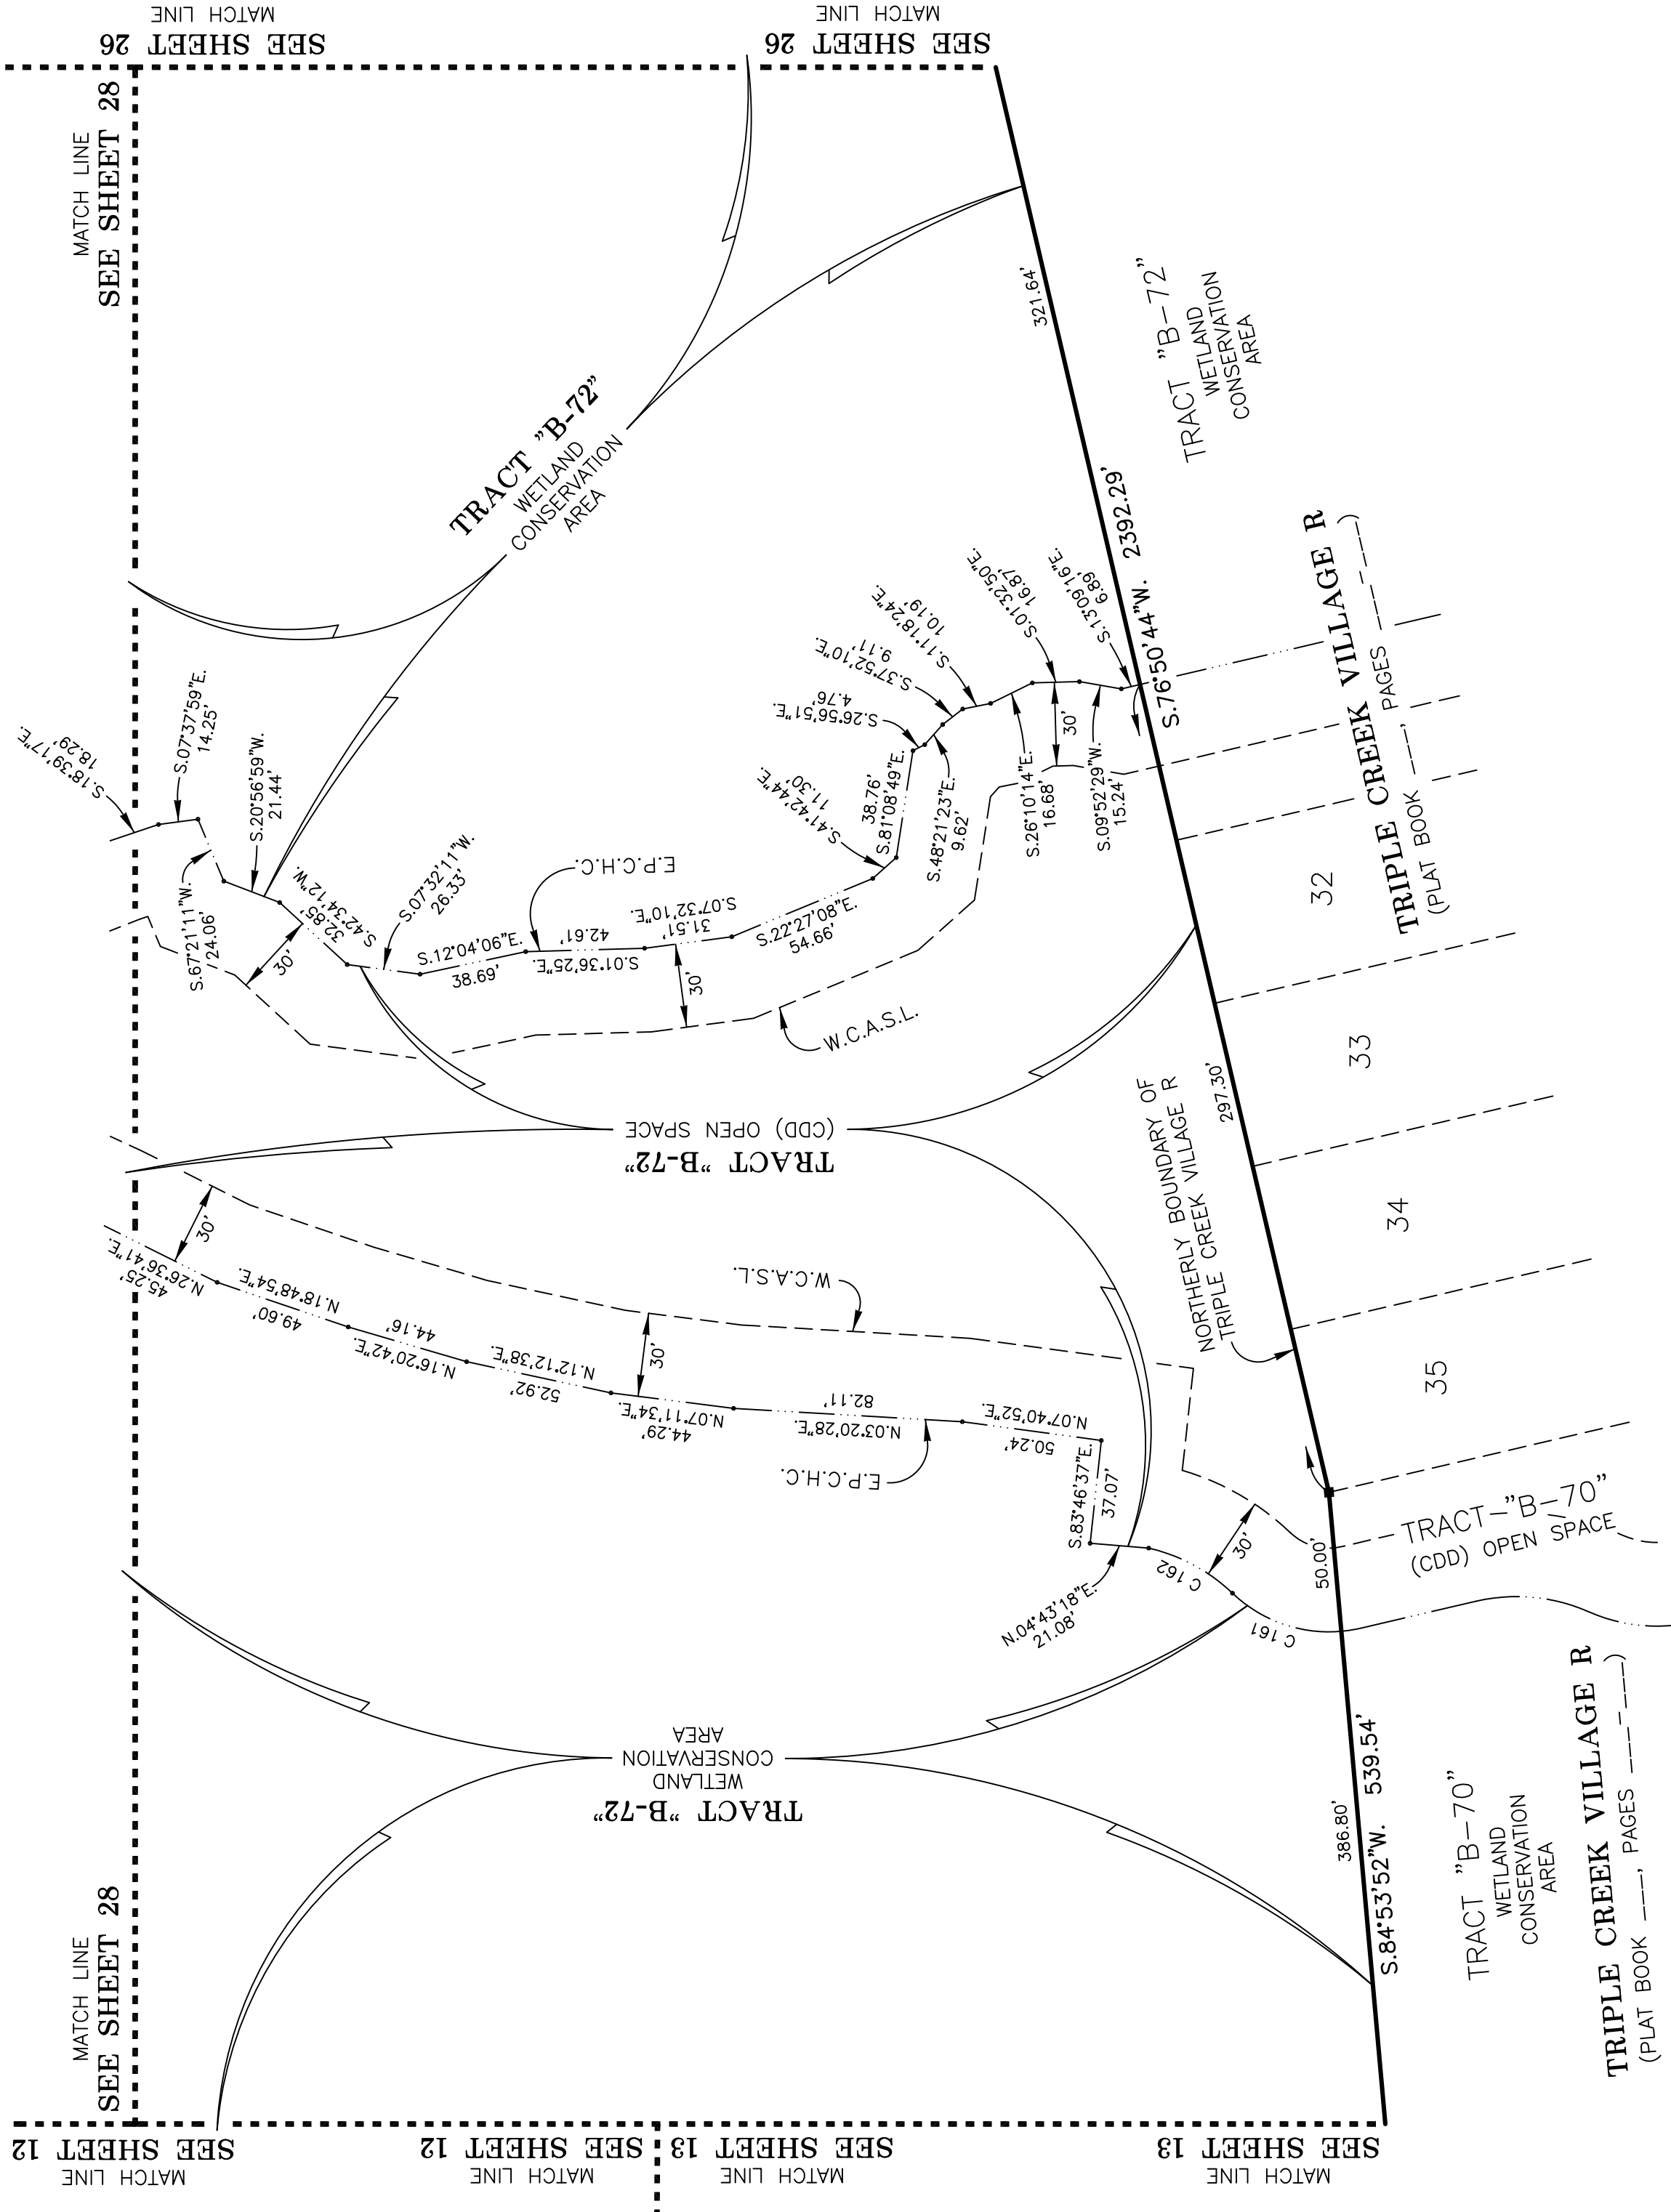 MATCH LINE
SEE SHEET 26
MATCH LINE
SEE SHEET 26
MATCH LINE
SEE SHEET 28
321.64'
TRACT "B-72"
WETLAND
CONSERVATION
AREA
TRACT "B-72"
WETLAND
CONSERVATION
AREA
S.18°39'17"E.
18.29'
S.07°37'59"E.
14.25'
S.20°56'59"W.
21.44'
S.67°21'11"W.
24.06'
S.42°34'12"W.
32.85'
30'
S.07°32'11"W.
26.33'
S.12°04'06"E.
38.69'
E.P.C.H.C.
42.61'
S.01°36'25"E.
S.07°32'10"E.
31.51'
30'
S.22°27'08"E.
54.66'
S.41°42'44"E.
11.30'
38.76'
S.81°08'49"E.
S.26°56'51"E.
4.76'
S.48°21'23"E.
9.62'
S.37°52'10"E
9.11'
S.11°18'24"E.
10.19'
S.26°10'14"E.
16.68'
S.01°32'50"E.
16.87'
30'
S.09°52'29"W.
15.24'
S.13°09'16"E.
6.89'
W.C.A.S.L.
S.76°50'44"W. 2392.29'
TRIPLE CREEK VILLAGE R
(PLAT BOOK ___, PAGES ___-___)
32
33
34
35
297.30'
NORTHERLY BOUNDARY OF
TRIPLE CREEK VILLAGE R
TRACT "B-72"
(CDD) OPEN SPACE
N.26°36'41"E.
45.25'
30'
N.18°48'54"E.
49.60'
44.16'
N.16°20'42"E.
N.12°12'38"E.
52.92'
30'
N.07°11'34"E.
44.29'
W.C.A.S.L.
82.11'
N.03°20'28"E.
E.P.C.H.C.
N.07°40'52"E.
50.24'
S.83°46'37"E.
37.07'
N.04°43'18"E.
21.08'
C162
30'
C161
50.00'
TRACT-"B-70"
(CDD) OPEN SPACE
TRACT "B-72"
WETLAND
CONSERVATION
AREA
386.80'
S.84°53'52"W. 539.54'
TRACT "B-70"
WETLAND
CONSERVATION
AREA
TRIPLE CREEK VILLAGE R
(PLAT BOOK ___, PAGES ___-___)
MATCH LINE
SEE SHEET 28
SEE SHEET 12
MATCH LINE
SEE SHEET 12
MATCH LINE
SEE SHEET 13
MATCH LINE
SEE SHEET 13
MATCH LINE